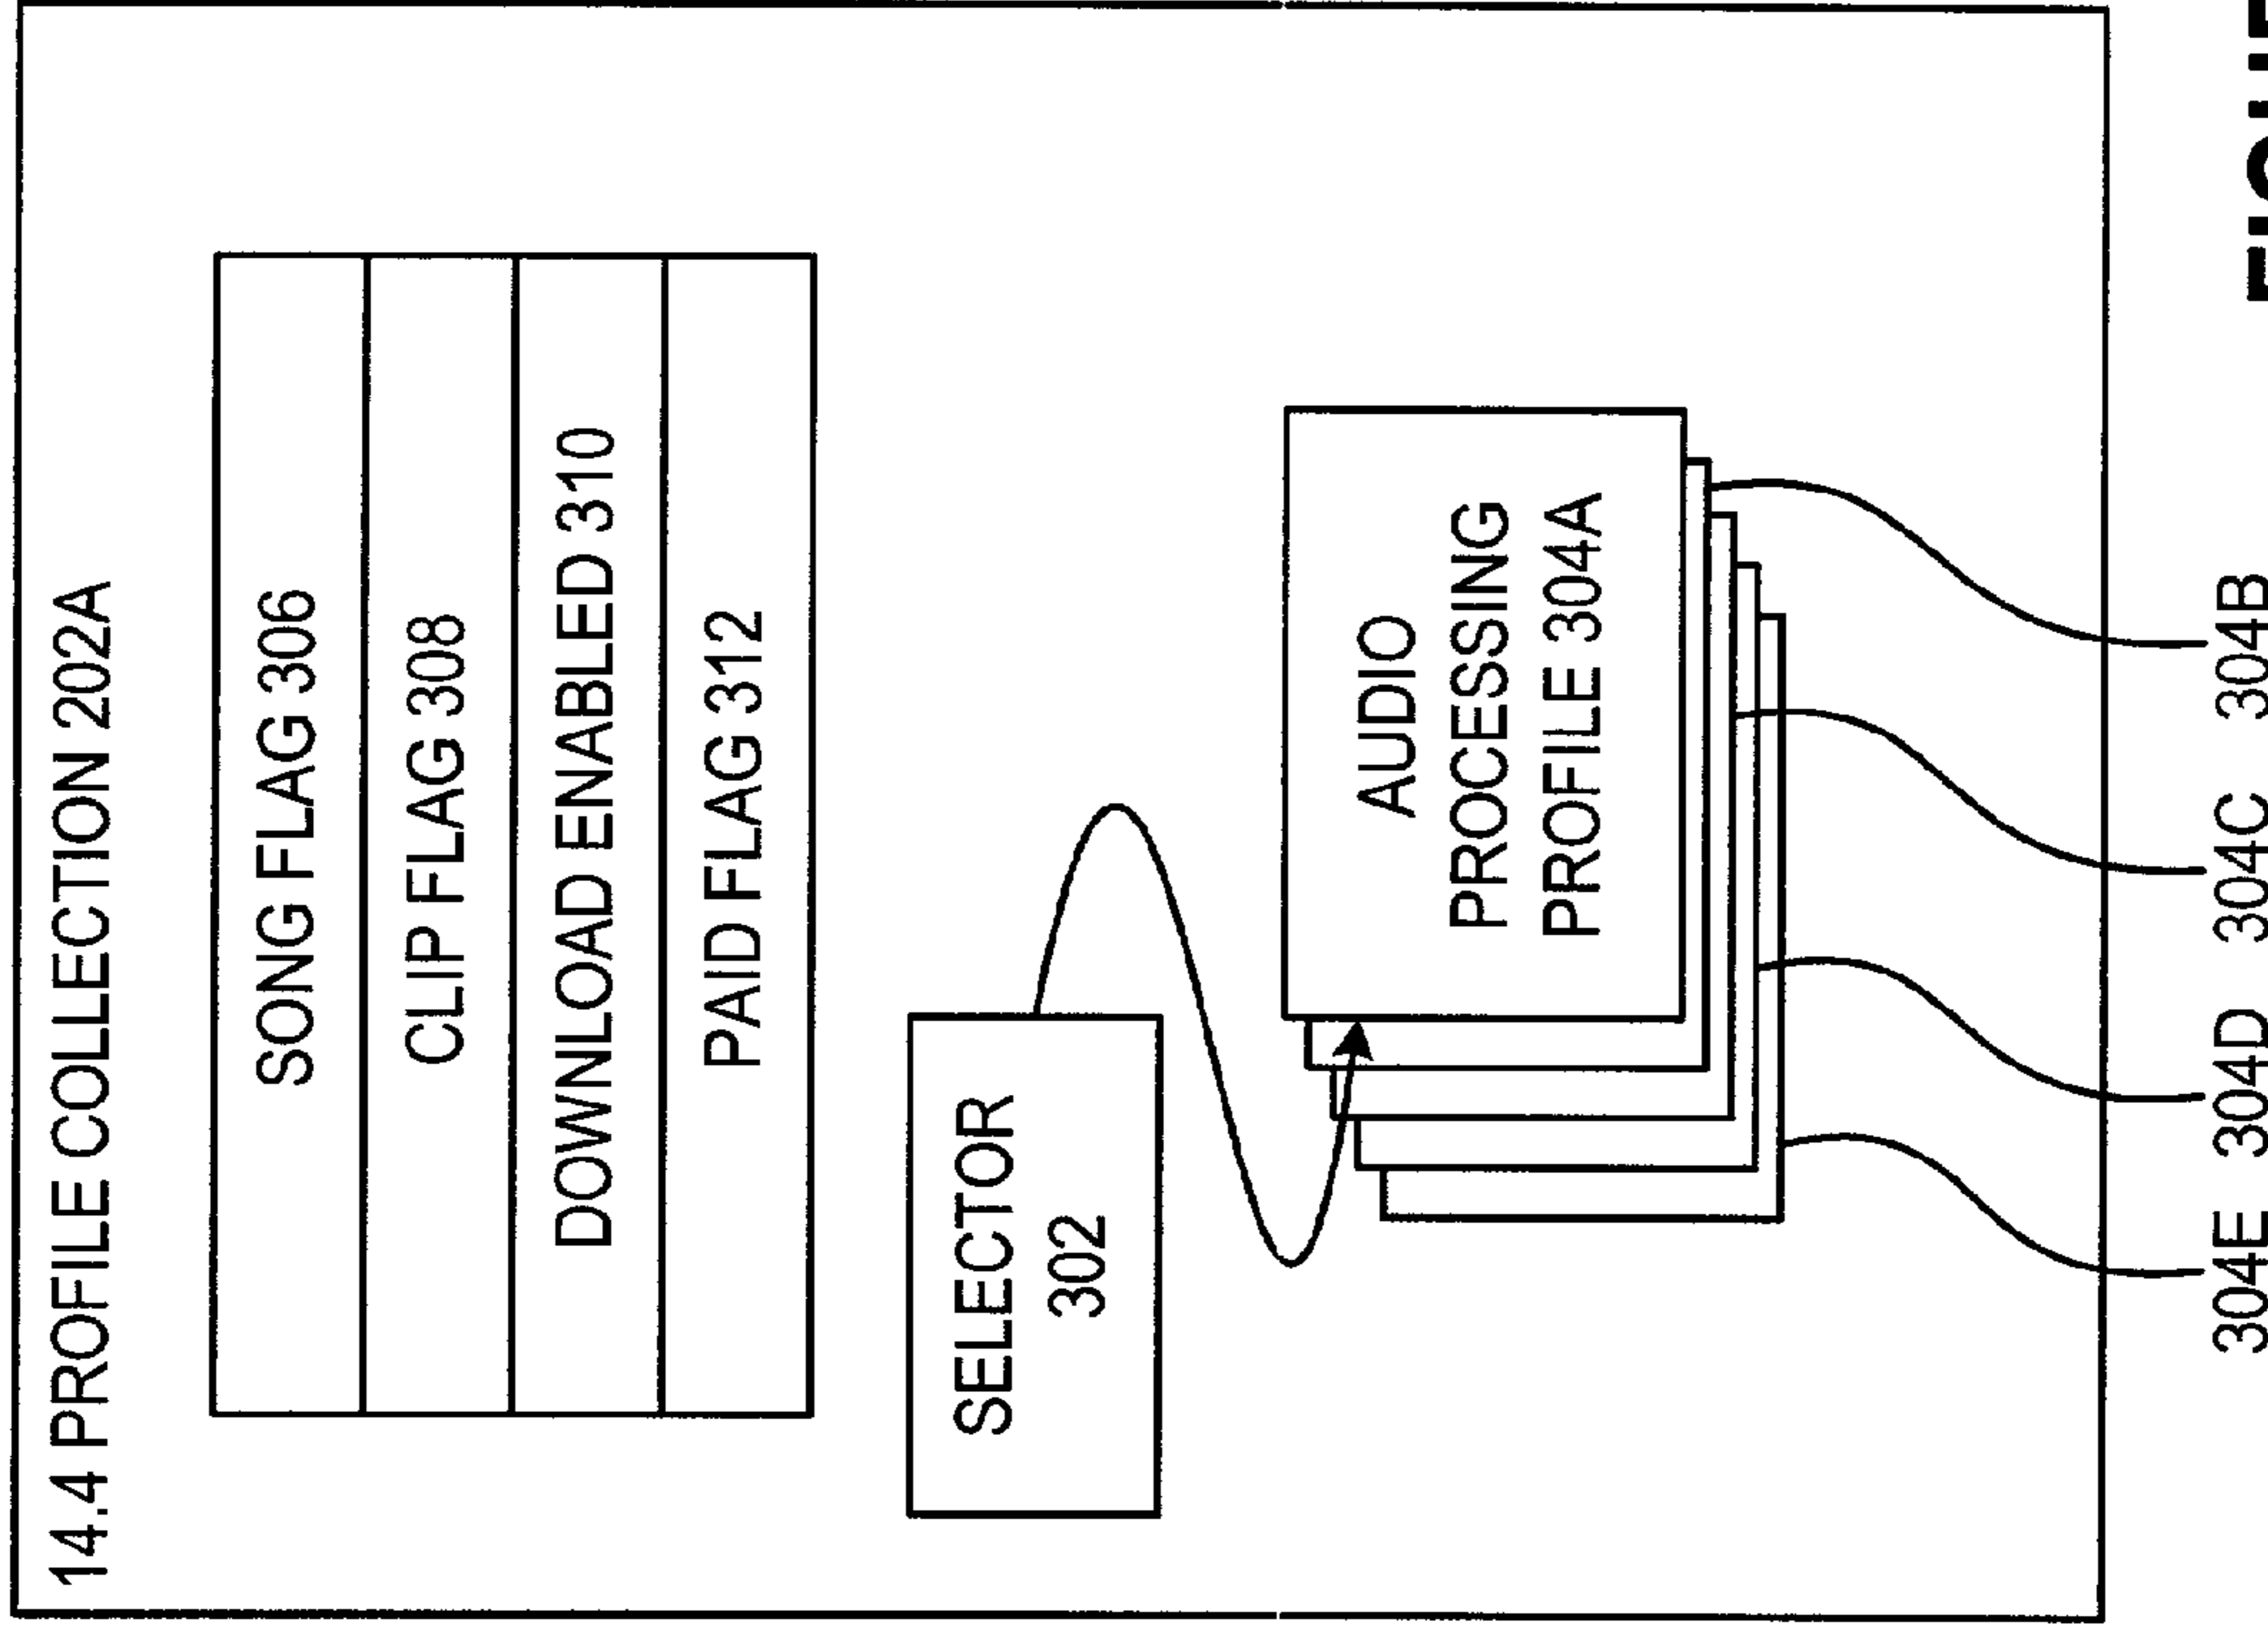 14.4 PROFILE COLLECTION 202A
SONG FLAG 306
CLIP FLAG 308
DOWNLOAD ENABLED 310
PAID FLAG 312
SELECTOR
302
AUDIO
PROCESSING
PROFILE 304A
304E 304D 304C 304B